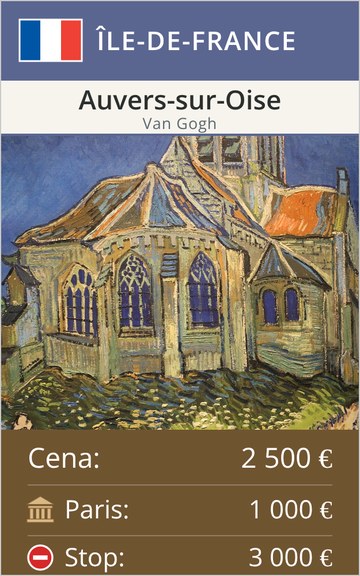 ÎLE-DE-FRANCE
Auvers-sur-Oise
Van Gogh
Cena: 2 500 €
Paris: 1 000 €
Stop: 3 000 €